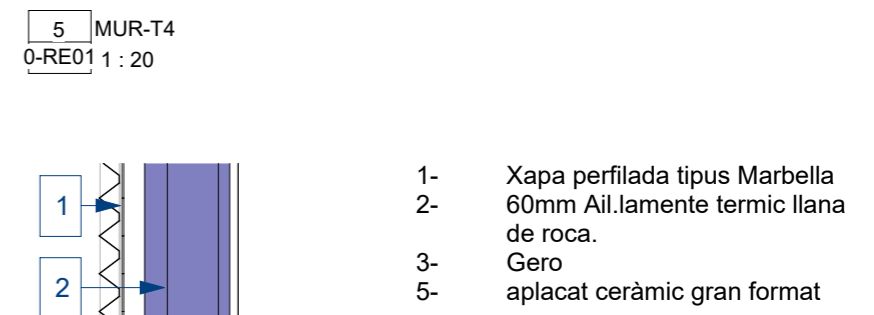 5 MUR-T4
0-RE01 1 : 20
1- Xapa perfilada tipus Marbella
1
2- 60mm Ail.lamente termic llana
de roca.
3- Gero
2
5- aplacat ceràmic gran format